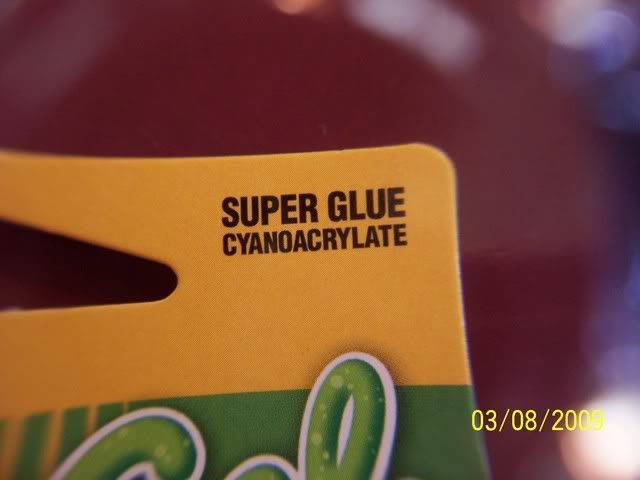 SUPER GLUE
CYANOACRYLATE
03/08/2009